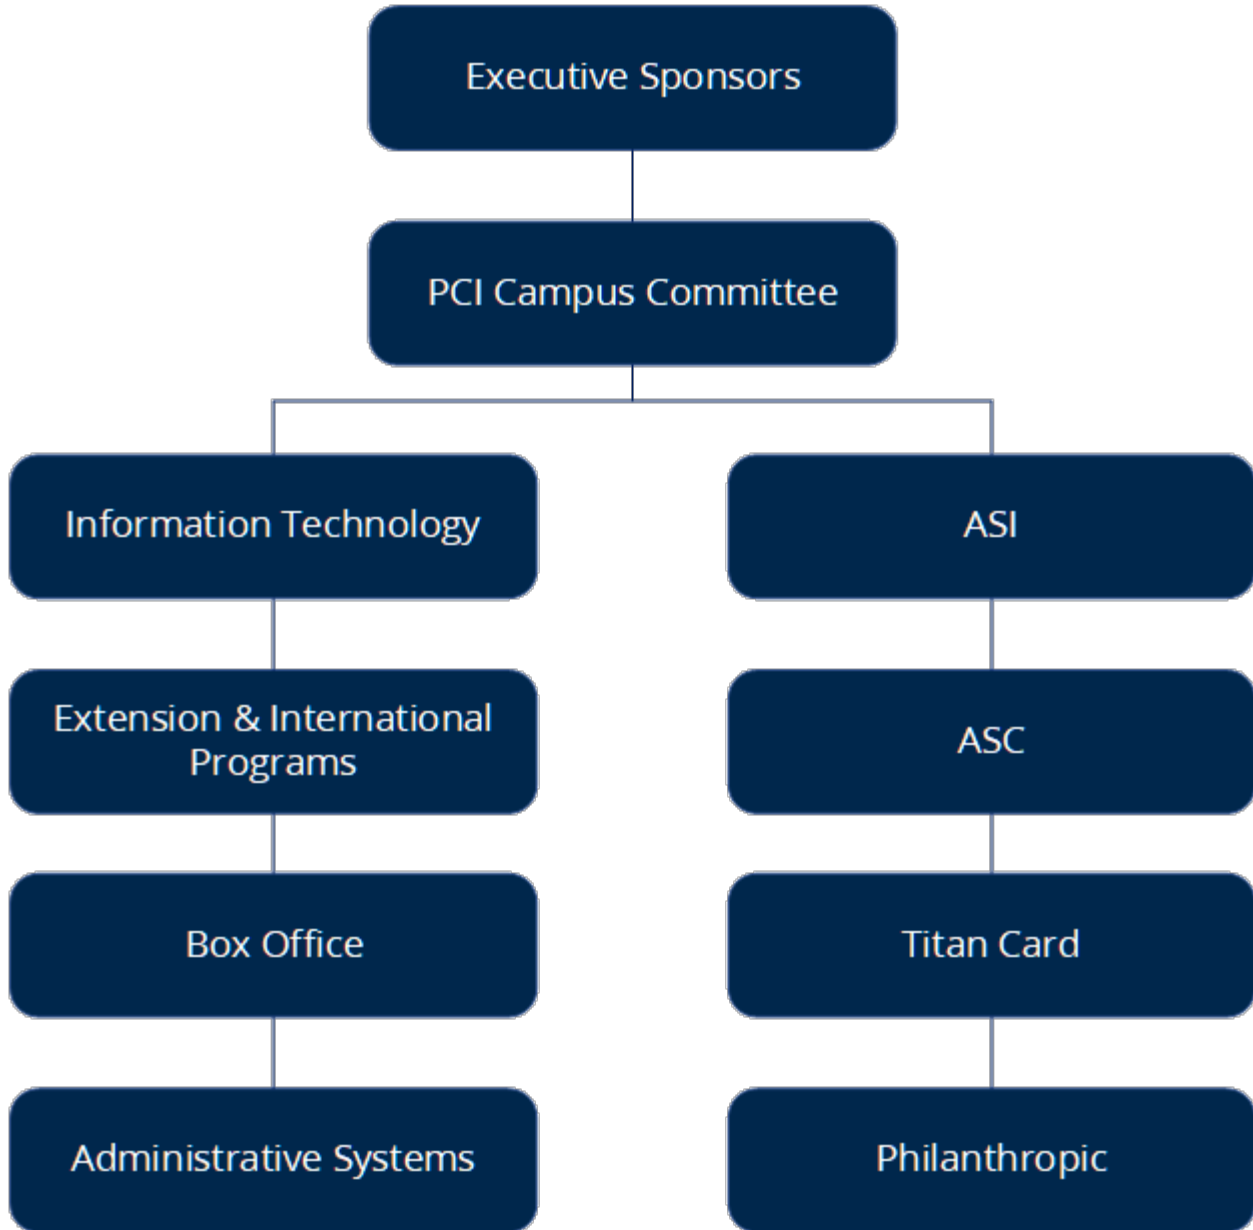 Executive Sponsors
PCI Campus Committee
Information Technology
ASI
Extension & International
Programs
ASC
Box Office
Titan Card
Administrative Systems
Philanthropic